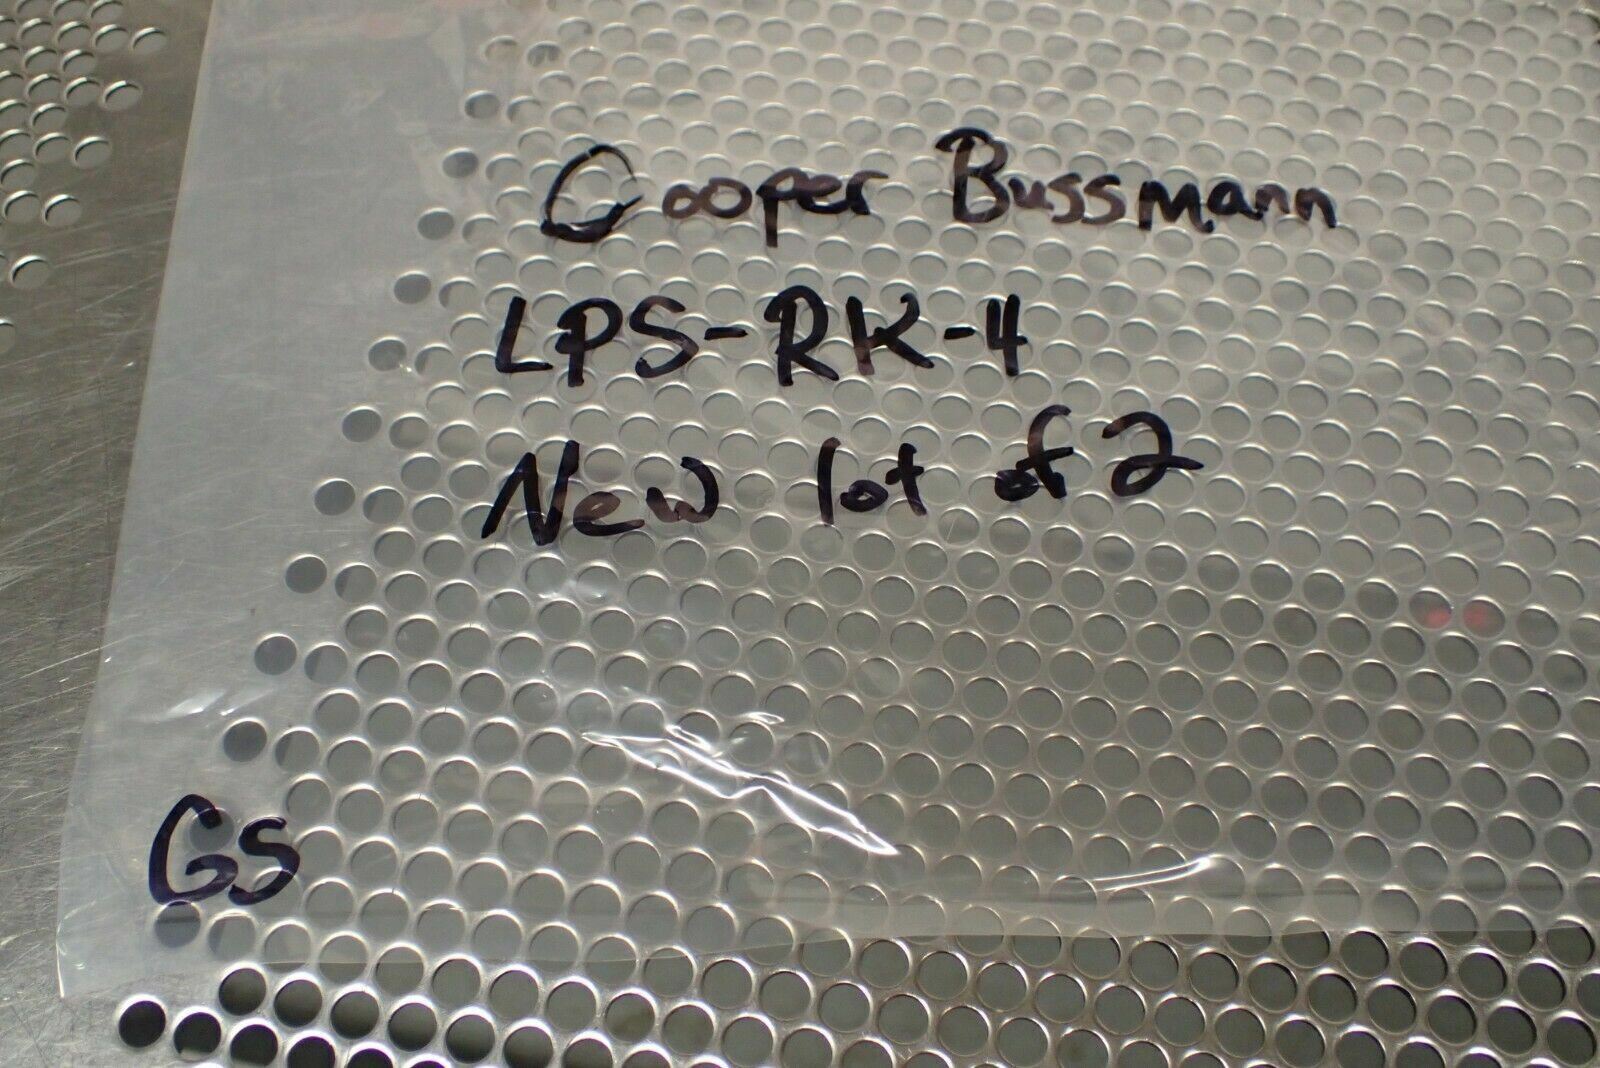 Cooper Bussmann
LPS-RK-4
New lot of 2
GS